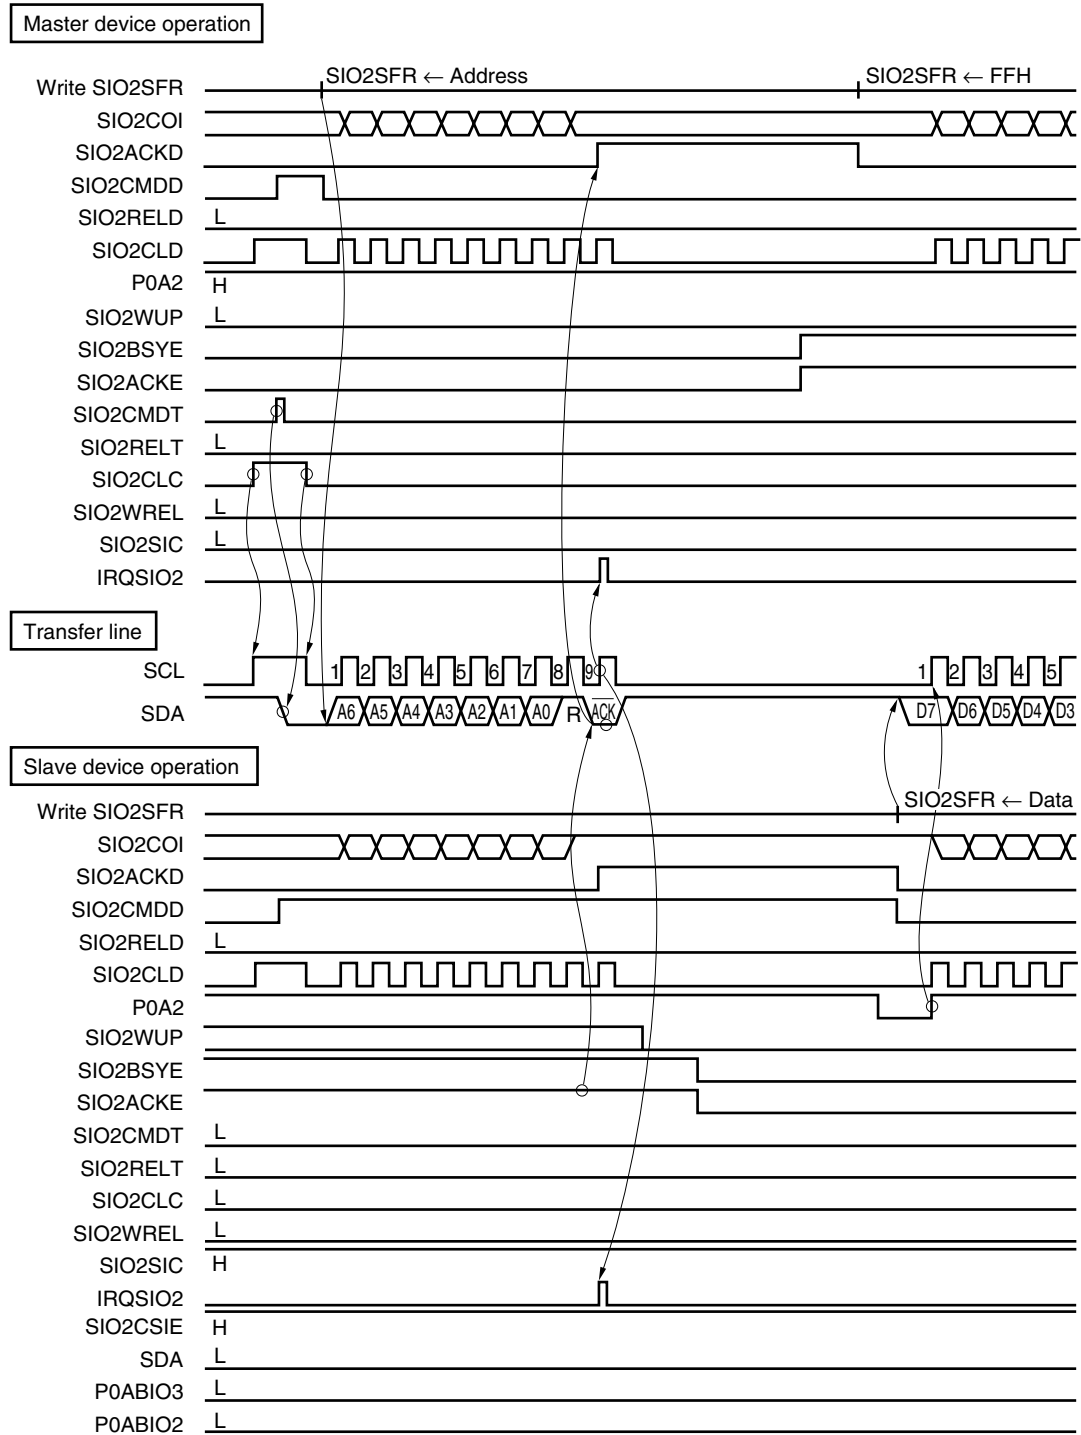 Master device operation
Write SIO2SFR SIO2SFR ← Address SIO2SFR ← FFH
SIO2COI
SIO2ACKD
SIO2CMDD
SIO2RELD L
SIO2CLD
P0A2 H
SIO2WUP L
SIO2BSYE
SIO2ACKE
SIO2CMDT
SIO2RELT L
SIO2CLC
SIO2WREL L
SIO2SIC L
IRQSIO2
Transfer line
SCL 1 2 3 4 5 6 7 8 9 1 2 3 4 5
SDA A6 A5 A4 A3 A2 A1 A0 R ACK D7 D6 D5 D4 D3
Slave device operation
Write SIO2SFR SIO2SFR ← Data
SIO2COI
SIO2ACKD
SIO2CMDD
SIO2RELD L
SIO2CLD
P0A2
SIO2WUP
SIO2BSYE
SIO2ACKE
SIO2CMDT L
SIO2RELT L
SIO2CLC L
SIO2WREL L
SIO2SIC H
IRQSIO2
SIO2CSIE H
SDA L
P0ABIO3 L
P0ABIO2 L